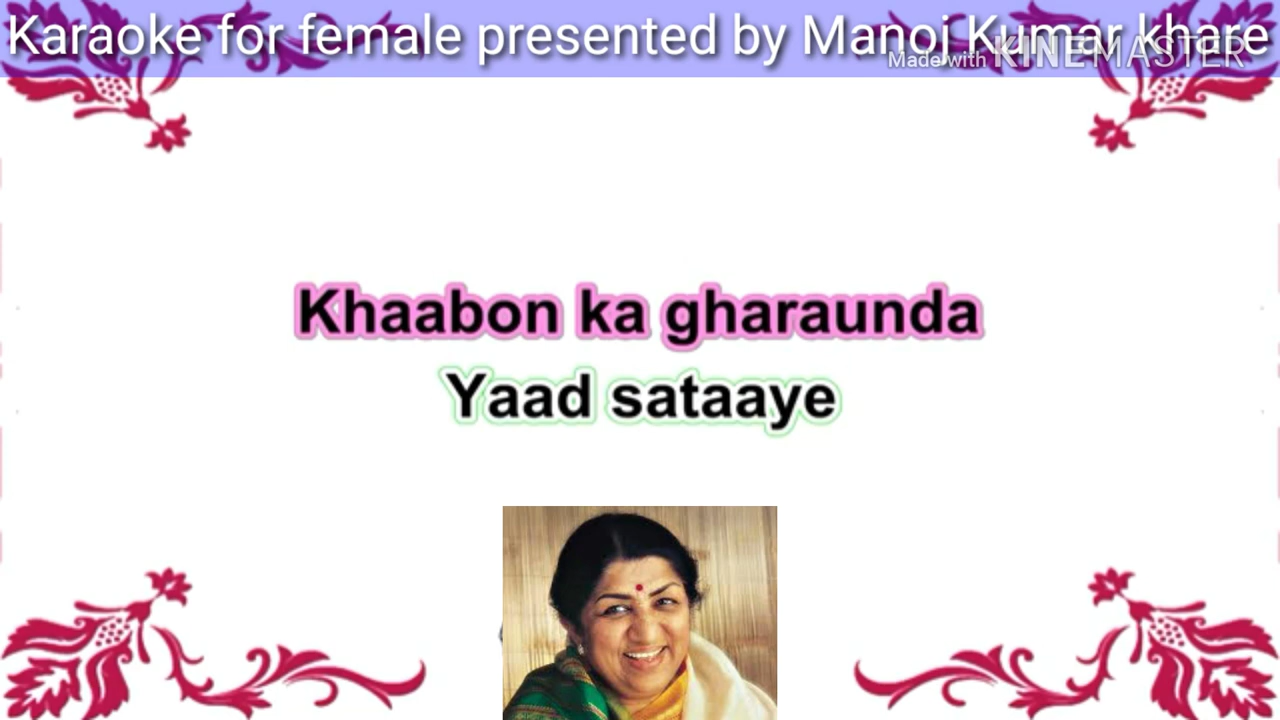 Karaoke for female presented by Manoj Kumar khare
Made with KINEMASTER
Khaabon ka gharaunda
Yaad sataaye